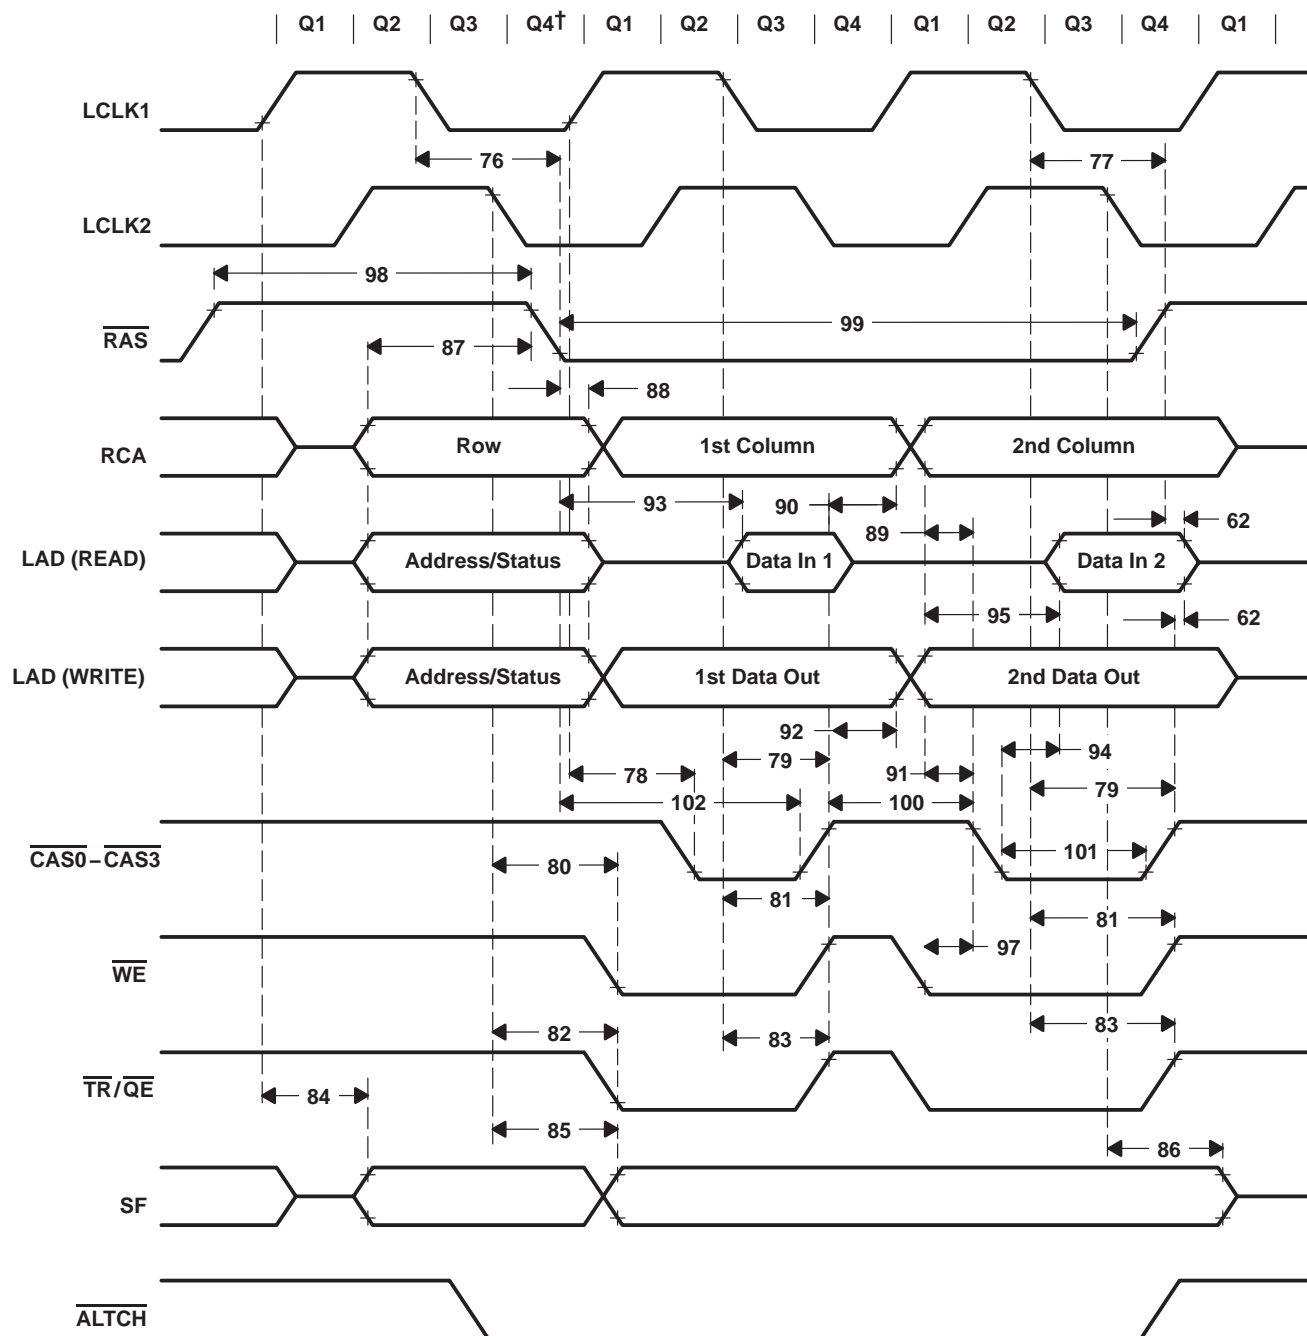 Q1 Q2 Q3 Q4† Q1 Q2 Q3 Q4 Q1 Q2 Q3 Q4 Q1
LCLK1
76 77
LCLK2
98
RAS 99
87
88
RCA Row 1st Column 2nd Column
93 90
89 62
LAD (READ) Address/Status Data In 1 Data In 2
95 62
LAD (WRITE) Address/Status 1st Data Out 2nd Data Out
92
79 94
78 91 79
102 100
CAS0–CAS3 101
80
81 81
WE 97
82 83 83
TR/QE
84
85
86
SF
ALTCH